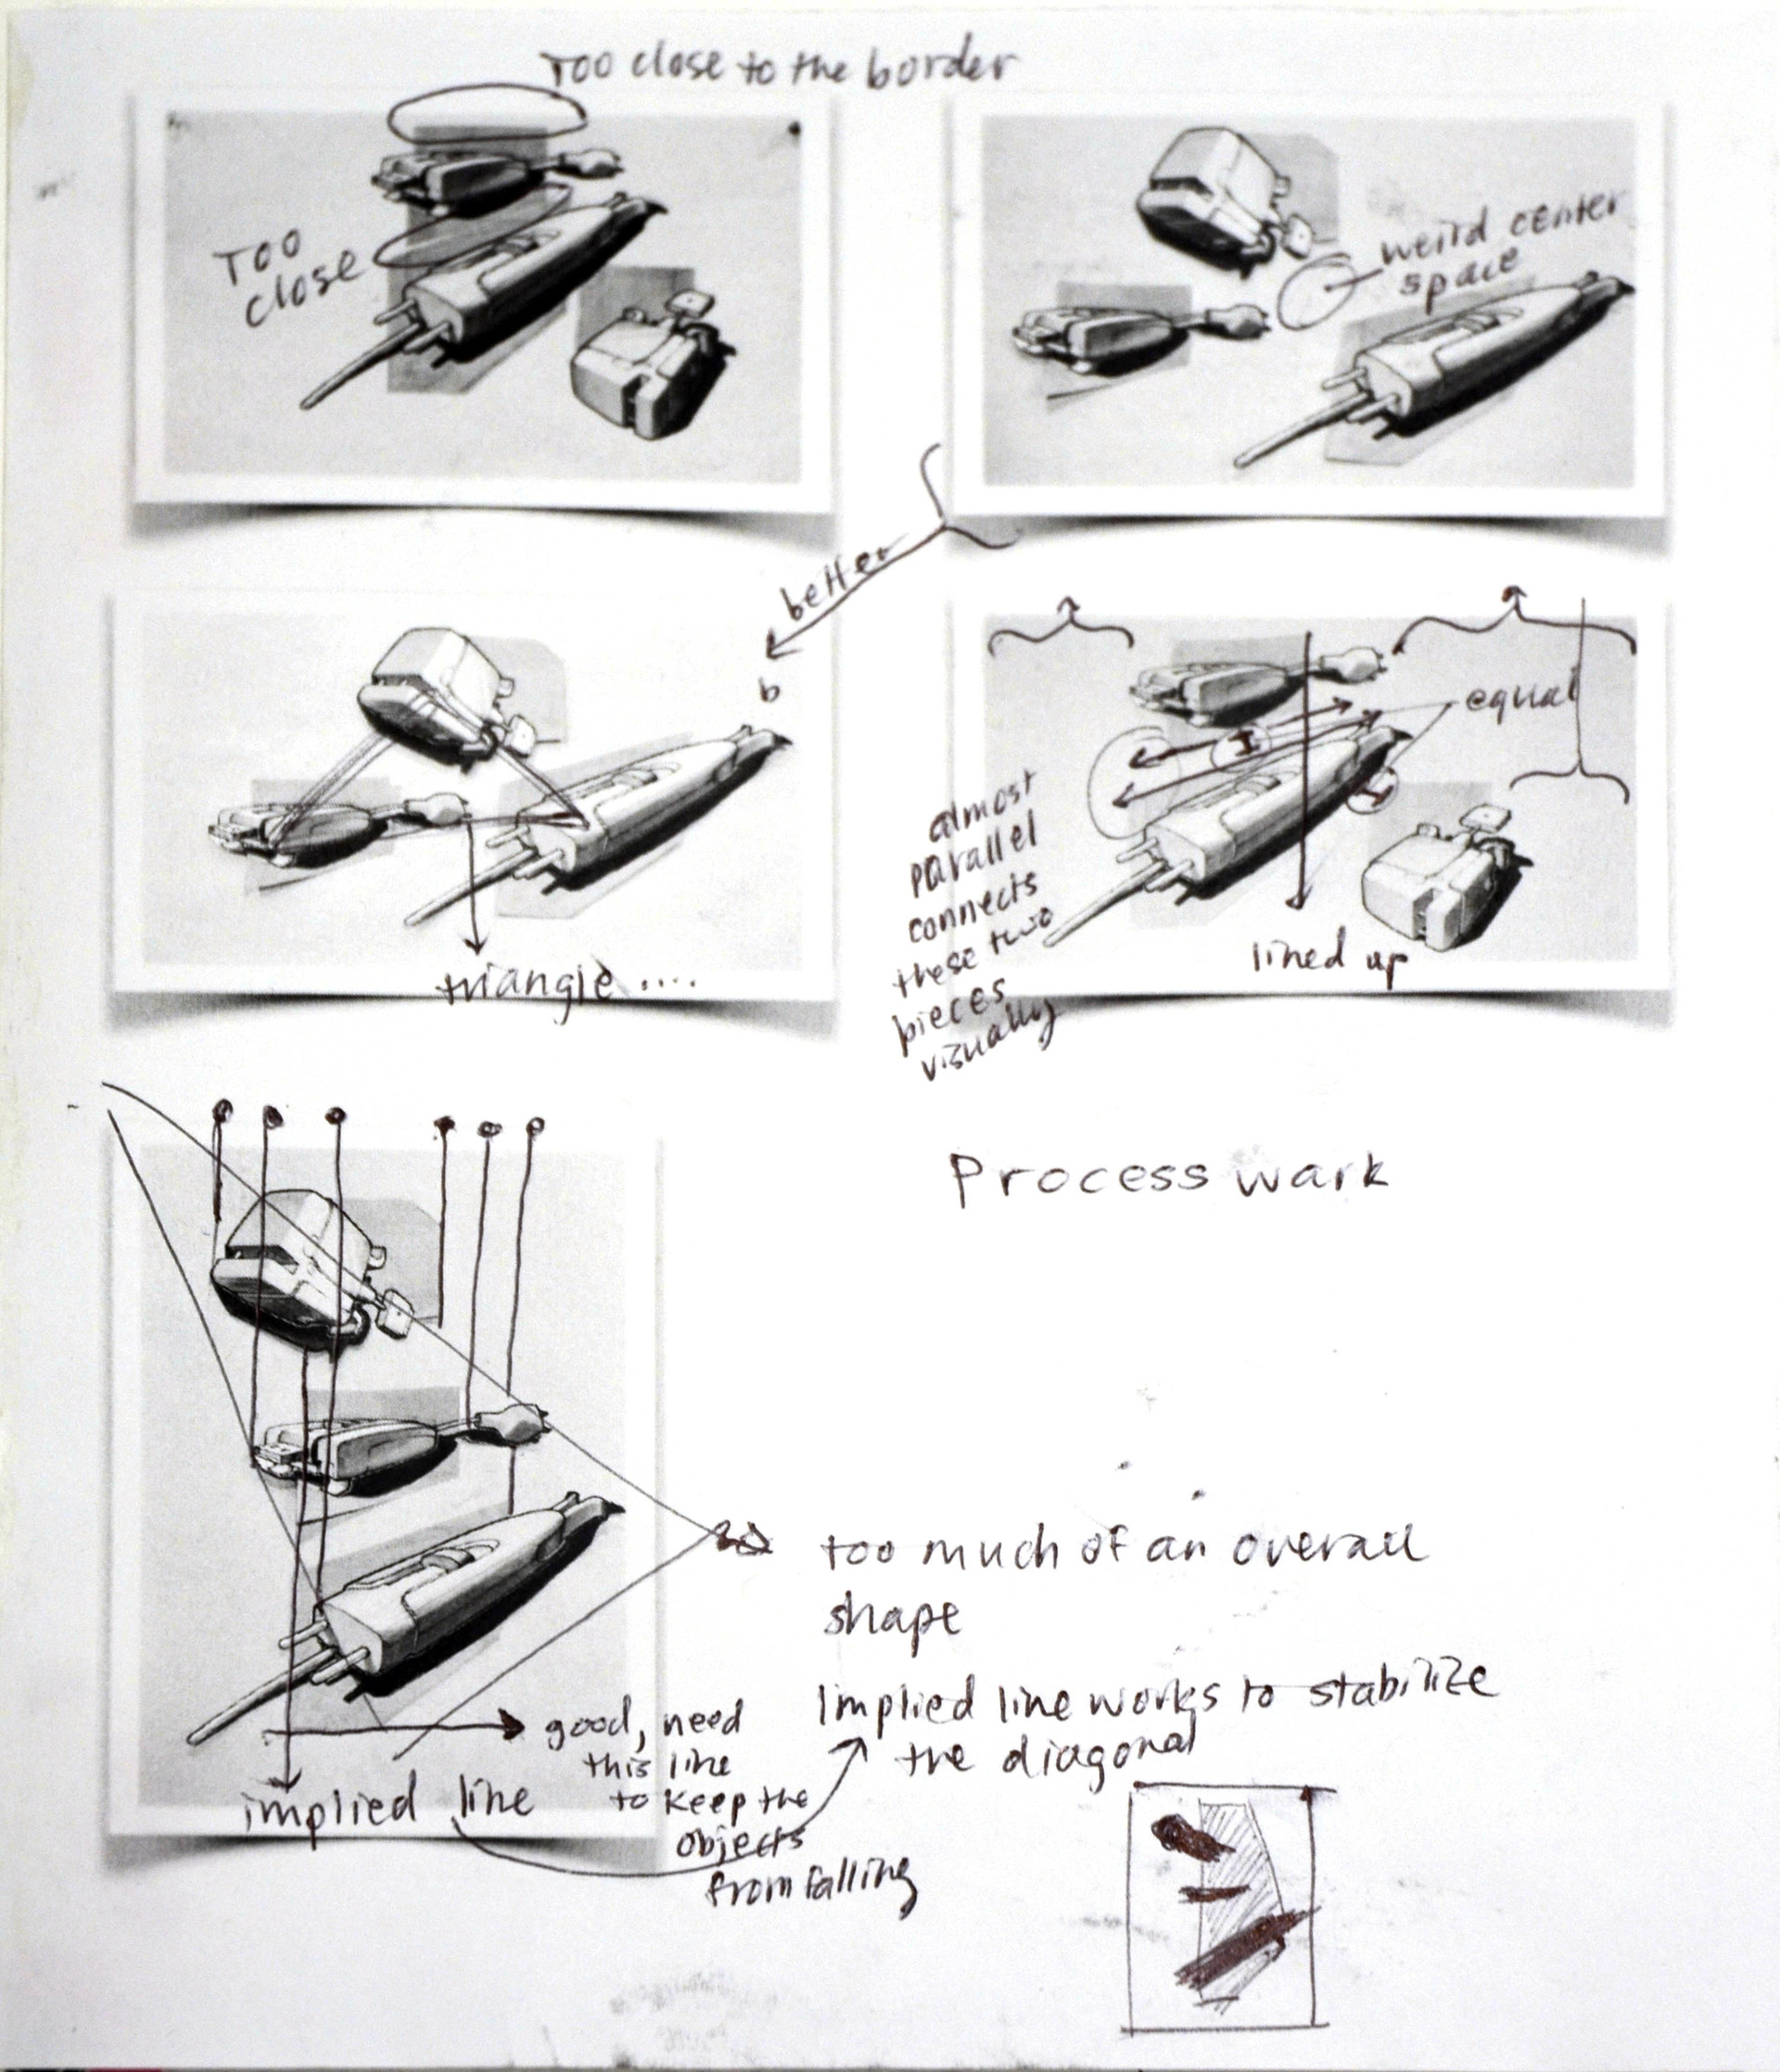 Too close to the border
Too
close
weird center
space
better
b
triangle ....
equal
almost
parallel
connects
these two
pieces
visually
lined up
Process wark
too much of an overall
shape
Implied line works to stabilize
the diagonal
good, need
this line
to keep the
objects
from falling
implied line